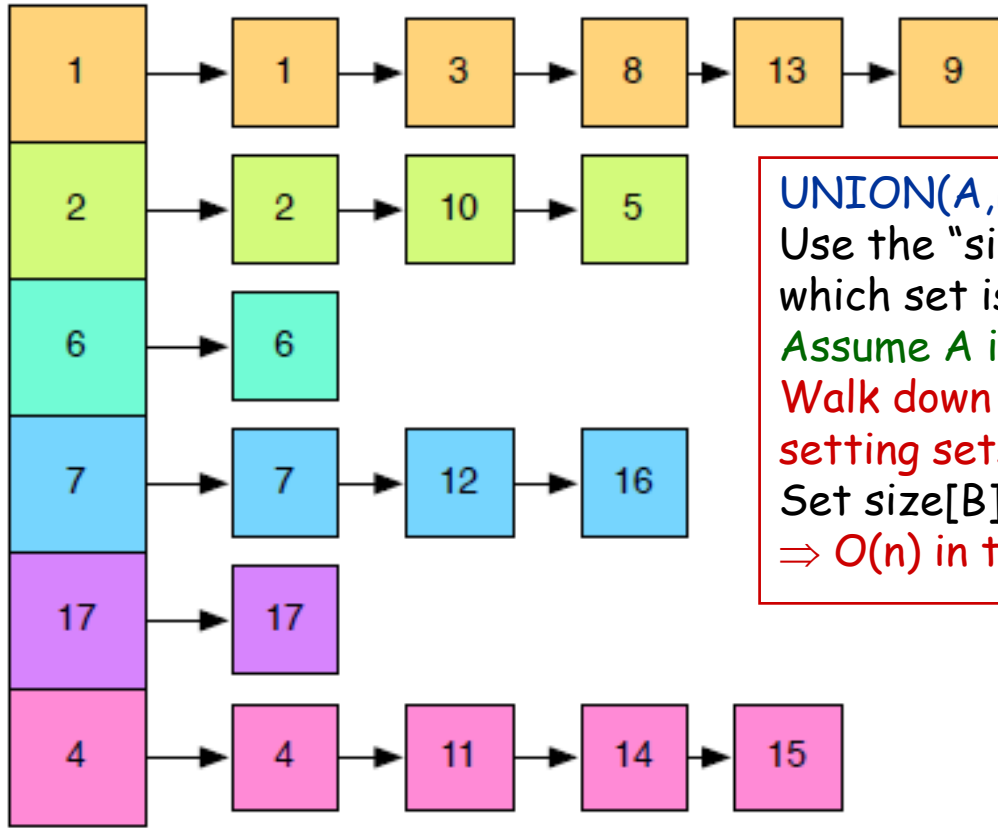 1 1 3 8 13 9
2 2 10 5
6 6
7 7 12 16
17 17
4 4 11 14 15
UNION(A,
Use the “si
which set is
Assume A i
Walk down
setting set
Set size[B]
⇒ O(n) in t